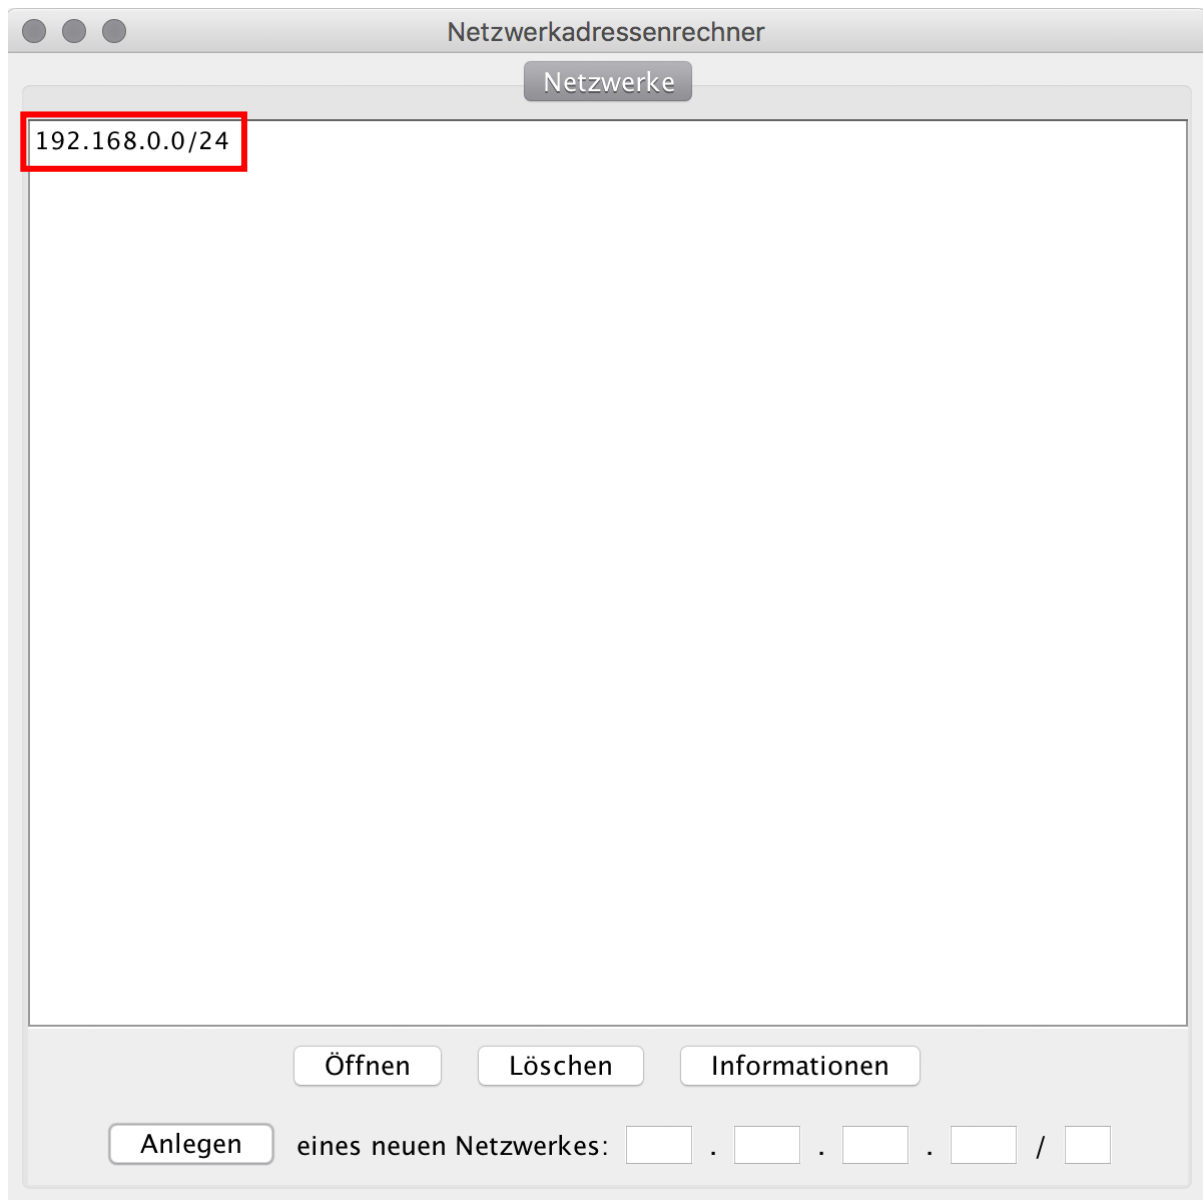 Netzwerkadressenrechner
Netzwerke
192.168.0.0/24
Öffnen Löschen Informationen
Anlegen eines neuen Netzwerkes: . . . /